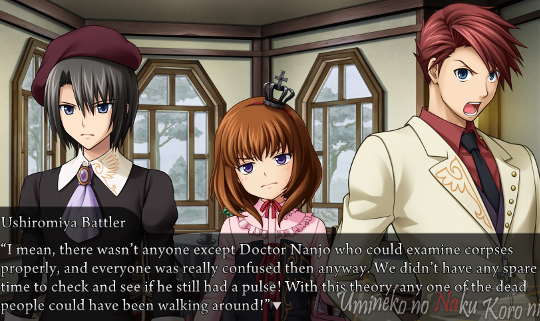 Ushiromiya Battler
“I mean, there wasn’t anyone except Doctor Nanjo who could examine corpses
properly, and everyone was really confused then anyway. We didn’t have any spare
time to check and see if he still had a pulse! With this theory, any one of the dead
people could have been walking around!”
Umineko no Naku Koro ni